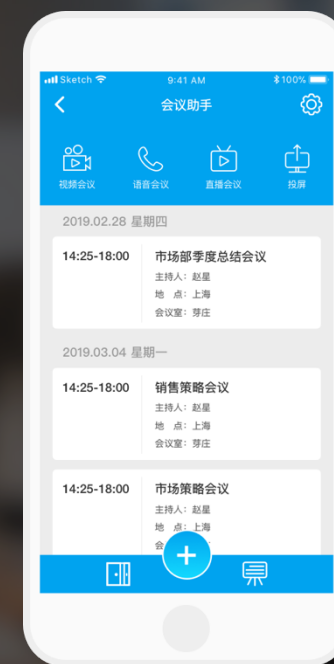 Sketch 9:41 AM 100%
会议助手
视频会议 语音会议 直播会议 投屏
2019.02.28 星期四
14:25-18:00 市场部季度总结会议
主持人：赵星
地 点：上海
会议室：芽庄
2019.03.04 星期一
14:25-18:00 销售策略会议
主持人：赵星
地 点：上海
会议室：芽庄
14:25-18:00 市场策略会议
主持人：赵星
地 点：上海
会